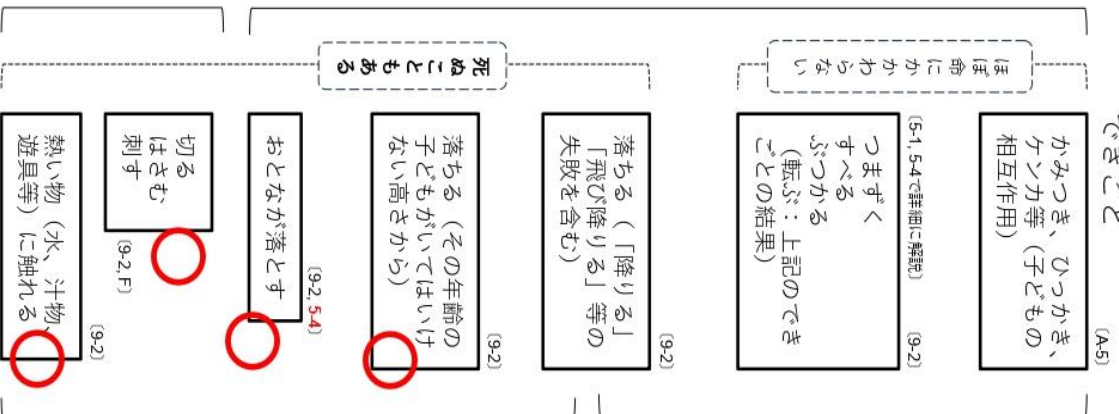 できごと
ほぼ命にかかわらない
かみつき、ひっかき、
ケンカ等（子どもの
相互作用）
〔A-5〕
〔5-1, 5-4で詳細に解説〕
〔9-2〕
つまずく
すべる
ぶつかる
（転ぶ：上記のでき
ごとの結果）
死ぬこともある
〔9-2〕
落ちる（「降りる」
「飛び降りる」等の
失敗を含む）
〔9-2〕
落ちる（その年齢の
子どもがいてはいけ
ない高さから）
〔9-2, 5-4〕
おとなが落とす
切る
はさむ
刺す
〔9-2, F〕
〔9-2〕
熱い物（水、汁物、
遊具等）に触れる